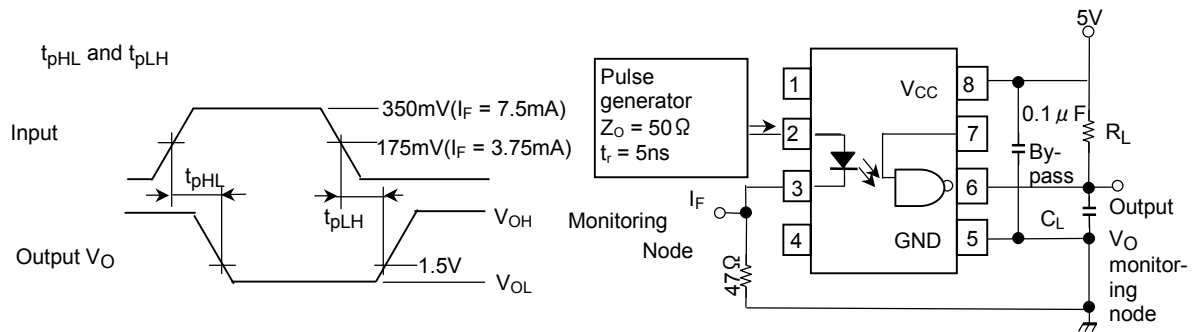 tpHL and tpLH
Input
350mV(IF = 7.5mA)
175mV(IF = 3.75mA)
tpHL
tpLH
VOH
Output VO
1.5V
VOL
Pulse
generator
ZO = 50Ω
tr = 5ns
IF
Monitoring
Node
47Ω
1
2
3
4
VCC
GND
8
7
6
5
5V
0.1μF
By-
pass
RL
CL
Output
VO
monitor-
ing
node